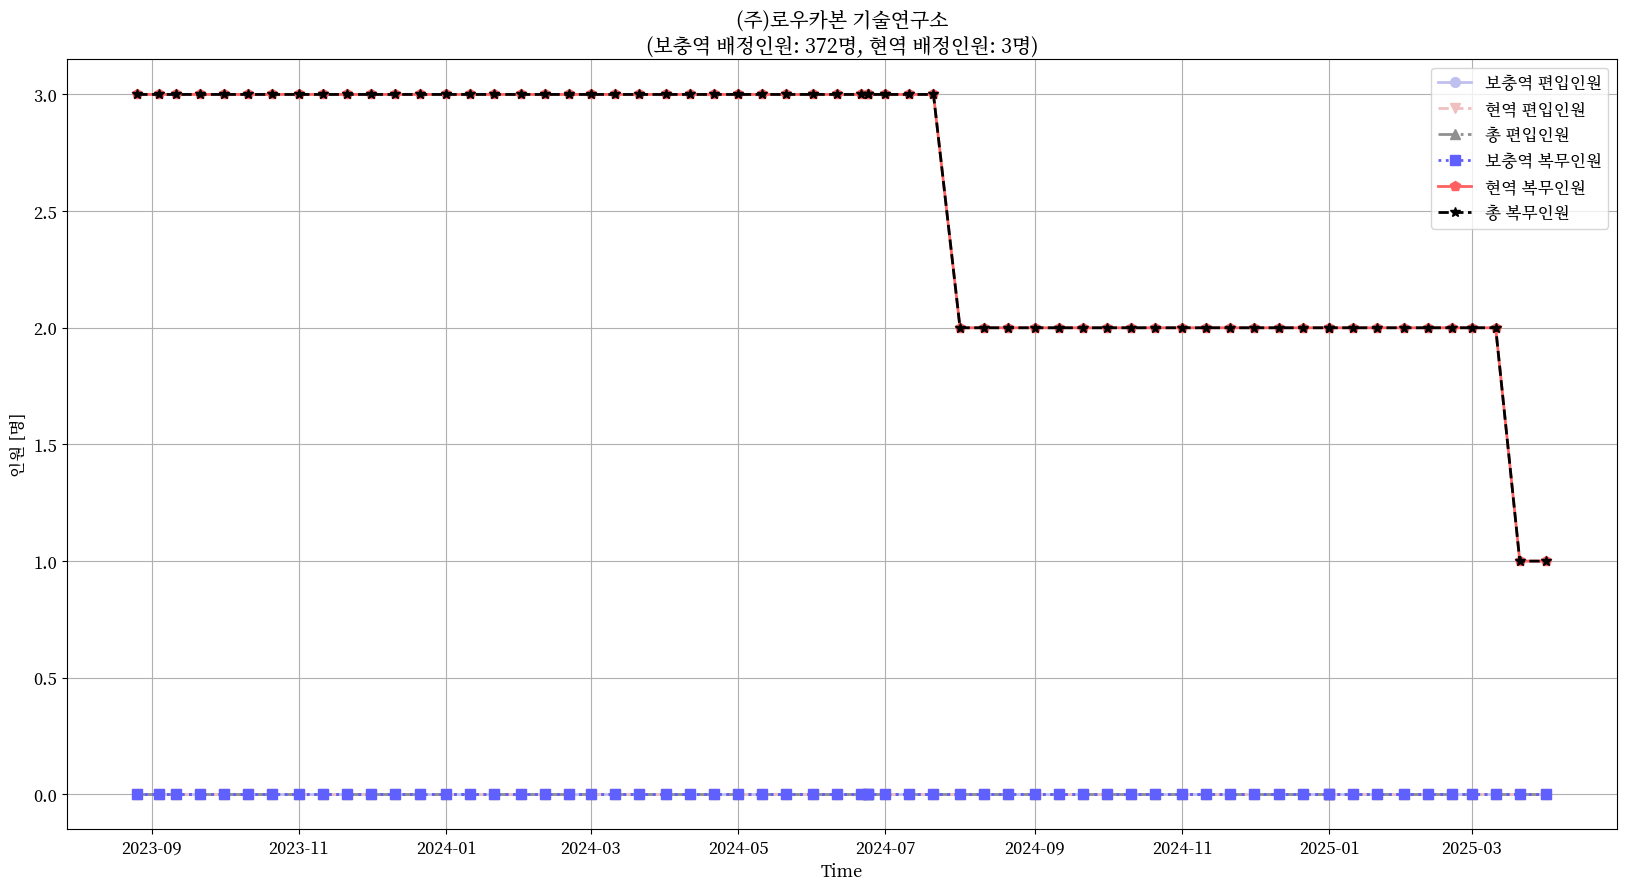 (주)로우카본 기술연구소
(보충역 배정인원: 372명, 현역 배정인원: 3명)
보충역 편입인원
현역 편입인원
총 편입인원
보충역 복무인원
현역 복무인원
총 복무인원
인원 [명]
3.0
2.5
2.0
1.5
1.0
0.5
0.0
2023-09 2023-11 2024-01 2024-03 2024-05 2024-07 2024-09 2024-11 2025-01 2025-03
Time